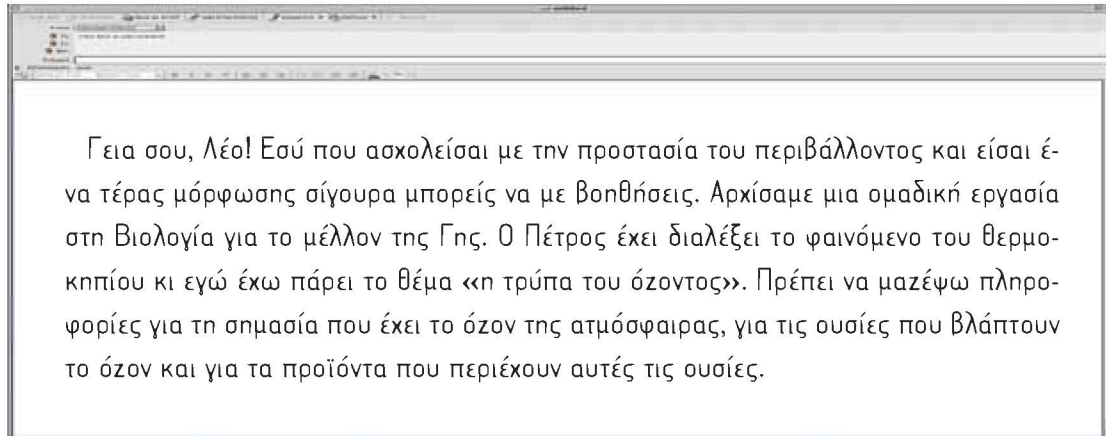 Γεια σου, Λέο! Εσύ που ασχολείσαι με την προστασία του περιβάλλοντος και είσαι έ-
να τέρας μόρφωσης σίγουρα μπορείς να με βοηθήσεις. Αρχίσαμε μια ομαδική εργασία
στη Βιολογία για το μέλλον της Γης. Ο Πέτρος έχει διαλέξει το φαινόμενο του θερμο-
κηπίου κι εγώ έχω πάρει το θέμα «η τρύπα του όζοντος». Πρέπει να μαζέψω πληρο-
φορίες για τη σημασία που έχει το όζον της ατμόσφαιρας, για τις ουσίες που βλάπτουν
το όζον και για τα προϊόντα που περιέχουν αυτές τις ουσίες.